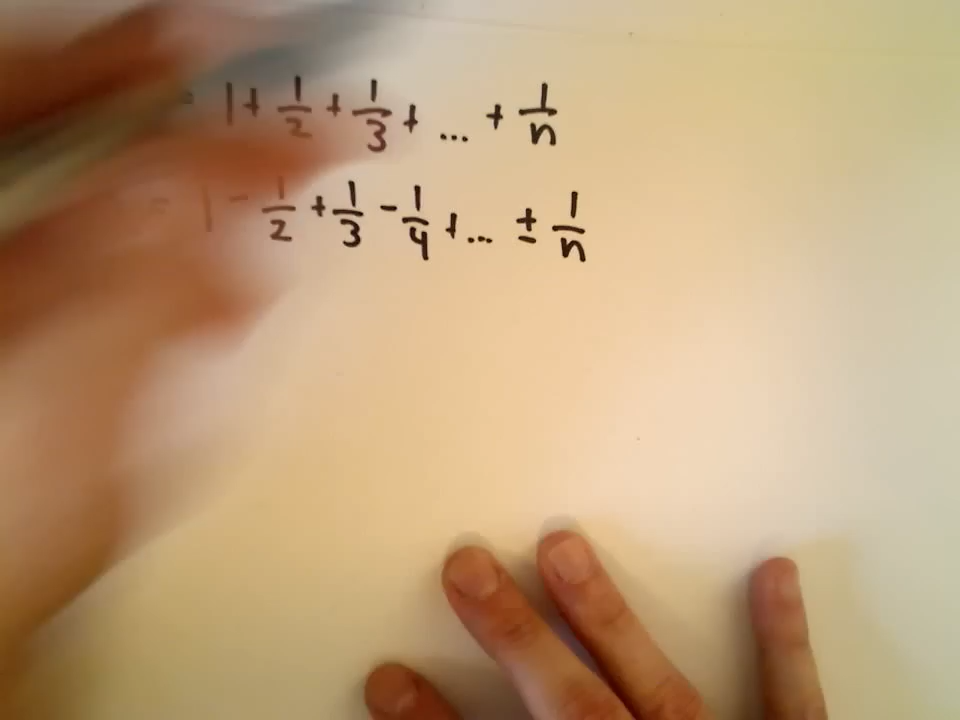 = 1 + 1/2 + 1/3 + ... + 1/n
= 1 - 1/2 + 1/3 - 1/4 + ... ± 1/n